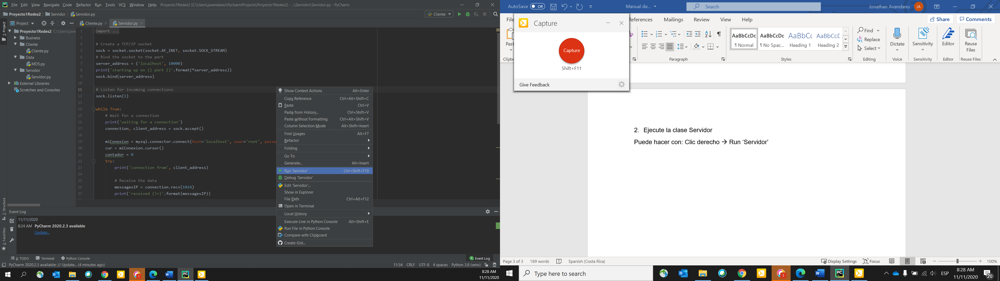 File Edit View Navigate Code Refactor Run Tools VCS Window Help Proyecto1Redes2 [C:\Users\javendano\PycharmProjects\Proyecto1Redes2] - ...\Servidor\Servidor.py - PyCharm
Proyecto1Redes2 Servidor Servidor.py
Cliente
1: Project
Project
Proyecto1Redes2 C:\Users\jave
Business
Cliente
Cliente.py
Data
MD5.py
Servidor
Servidor.py
External Libraries
Scratches and Consoles
Z: Structure
2: Favorites
Cliente.py Servidor.py
1 import ...
3
4 # Create a TCP/IP socket
5 sock = socket.socket(socket.AF_INET, socket.SOCK_STREAM)
6 # Bind the socket to the port
7 server_address = ('localhost', 10000)
8 print('starting up on {} port {}'.format(*server_address))
9 sock.bind(server_address)
10
11 # Listen for incoming connections
12 sock.listen(1)
13
14 while True:
15 # Wait for a connection
16 print('waiting for a connection')
17 connection, client_address = sock.accept()
18
19 miConexion = mysql.connector.connect(host='localhost', user='root', passw
20 cur = miConexion.cursor()
21 contador = 0
22 try:
23 print('connection from', client_address)
24
25 # Receive the data
26 messagesIP = connection.recv(1024)
27 print('received {!r}'.format(messagesIP))
Show Context Actions Alt+Enter
Copy Reference Ctrl+Alt+Shift+C
Paste Ctrl+V
Paste from History... Ctrl+Shift+V
Paste without Formatting Ctrl+Alt+Shift+V
Column Selection Mode Alt+Shift+Insert
Find Usages Alt+F7
Refactor
Folding
Go To
Generate... Alt+Insert
Run 'Servidor' Ctrl+Shift+F10
Debug 'Servidor'
Edit 'Servidor'...
Show in Explorer
File Path Ctrl+Alt+F12
Open in Terminal
Local History
Execute Line in Python Console Alt+Shift+E
Run File in Python Console
Compare with Clipboard
Create Gist...
Event Log
11/11/2020
8:24 AM PyCharm 2020.2.3 available
Update...
6: TODO Terminal Python Console
1 Event Log
PyCharm 2020.2.3 available: // Update... (4 minutes ago)
11:34 CRLF UTF-8 4 spaces Python 3.8 (venv)
8:28 AM
11/11/2020
AutoSave Off
Manual de...
Search
Jonathan Avendano JA
File
References Mailings Review View Help
Share Comments
Capture
Capture
Shift+F11
Give Feedback
Past
Clipbo
Paragraph
AaBbCcDc AaBbCcDc AaBbCc AaBbCcE
¶ Normal ¶ No Spac... Heading 1 Heading 2
Styles
Find
Replace
Select
Editing
Dictate
Voice
Sensitivity
Sensitivity
Editor
Editor
Reuse
Files
Reuse Files
2. Ejecute la clase Servidor
Puede hacer con: Clic derecho → Run ‘Servidor’
Page 3 of 3 189 words Spanish (Costa Rica)
Display Settings Focus 100%
Type here to search
ESP
8:28 AM
11/11/2020
20